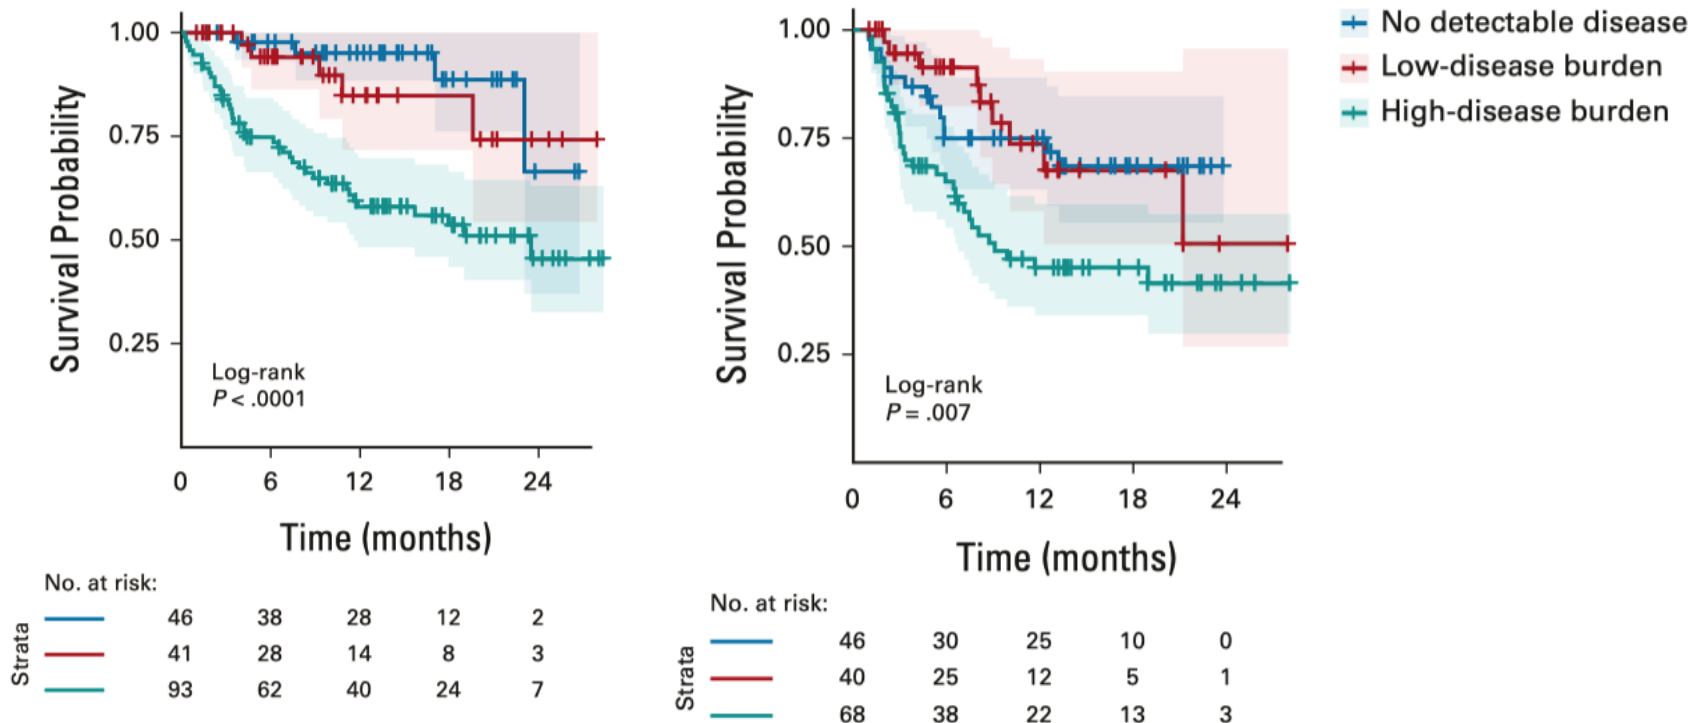 1.00
0.75
0.50
0.25
Survival Probability
Log-rank
P < .0001
0 6 12 18 24
Time (months)
No. at risk:
Strata
46 38 28 12 2
41 28 14 8 3
93 62 40 24 7
1.00
0.75
0.50
0.25
Survival Probability
Log-rank
P = .007
0 6 12 18 24
Time (months)
No. at risk:
Strata
46 30 25 10 0
40 25 12 5 1
68 38 22 13 3
No detectable disease
Low-disease burden
High-disease burden